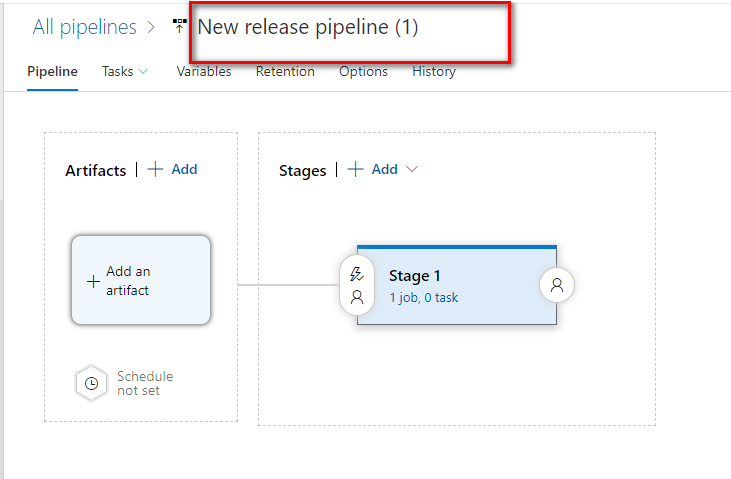 All pipelines > New release pipeline (1)
Pipeline Tasks Variables Retention Options History
Artifacts | + Add
Stages | + Add
+ Add an
artifact
Stage 1
1 job, 0 task
Schedule
not set